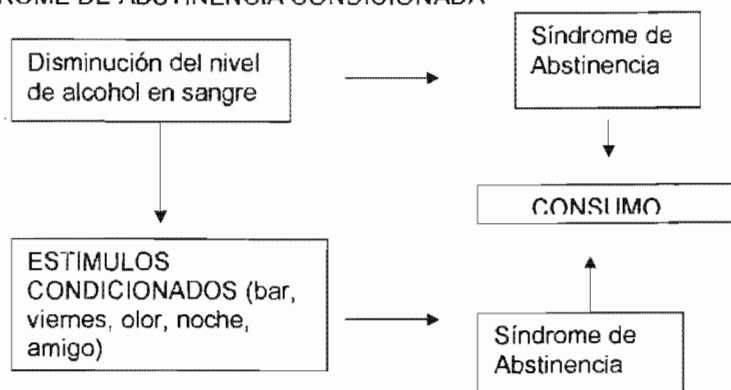 ROME DE ABSTINENCIA CONDICIONADA
Disminución del nivel
de alcohol en sangre
Síndrome de
Abstinencia
CONSUMO
ESTIMULOS
CONDICIONADOS (bar,
viernes, olor, noche,
amigo)
Síndrome de
Abstinencia